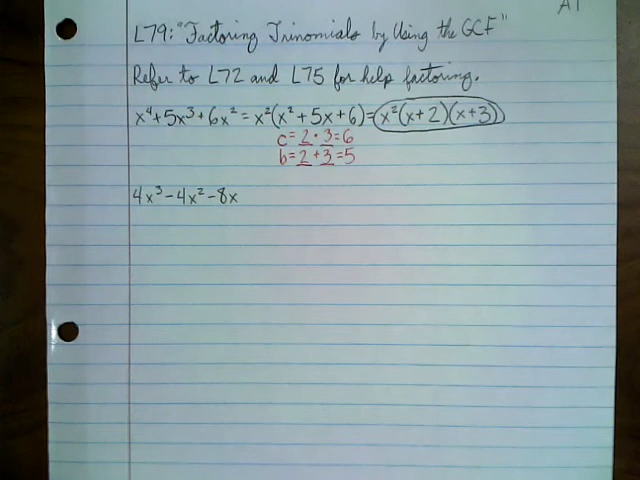 A1
L79: "Factoring Trinomials by Using the GCF"
Refer to L72 and L75 for help factoring.
x⁴+5x³+6x²=x²(x²+5x+6)=x²(x+2)(x+3)
c=2·3=6
b=2+3=5
4x³-4x²-8x